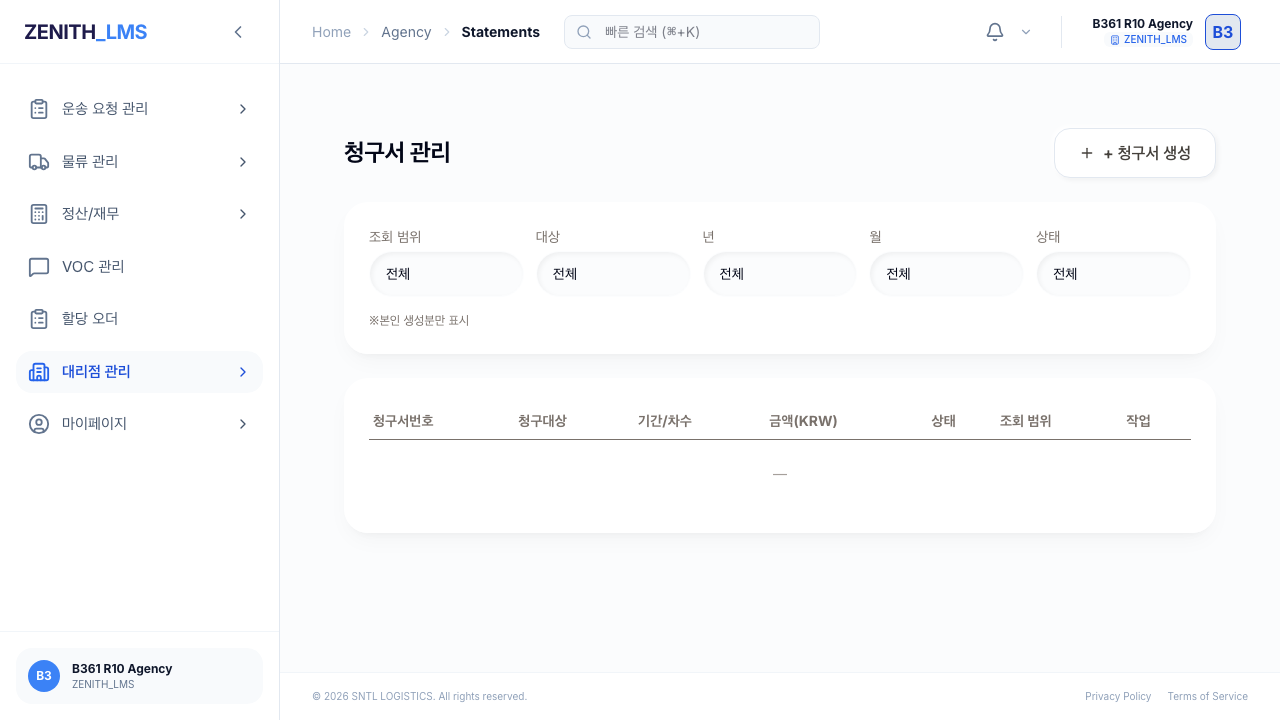 ZENITH_LMS
Home
Agency
Statements
빠른 검색 (⌘+K)
B361 R10 Agency
ZENITH_LMS
B3
운송 요청 관리
물류 관리
정산/재무
VOC 관리
할당 오더
대리점 관리
마이페이지
B3
B361 R10 Agency
ZENITH_LMS
청구서 관리
+ 청구서 생성
조회 범위 대상 년 월 상태
전체 전체 전체 전체 전체
※본인 생성분만 표시
청구서번호 청구대상 기간/차수 금액(KRW) 상태 조회 범위 작업
—
© 2026 SNTL LOGISTICS. All rights reserved.
Privacy Policy Terms of Service